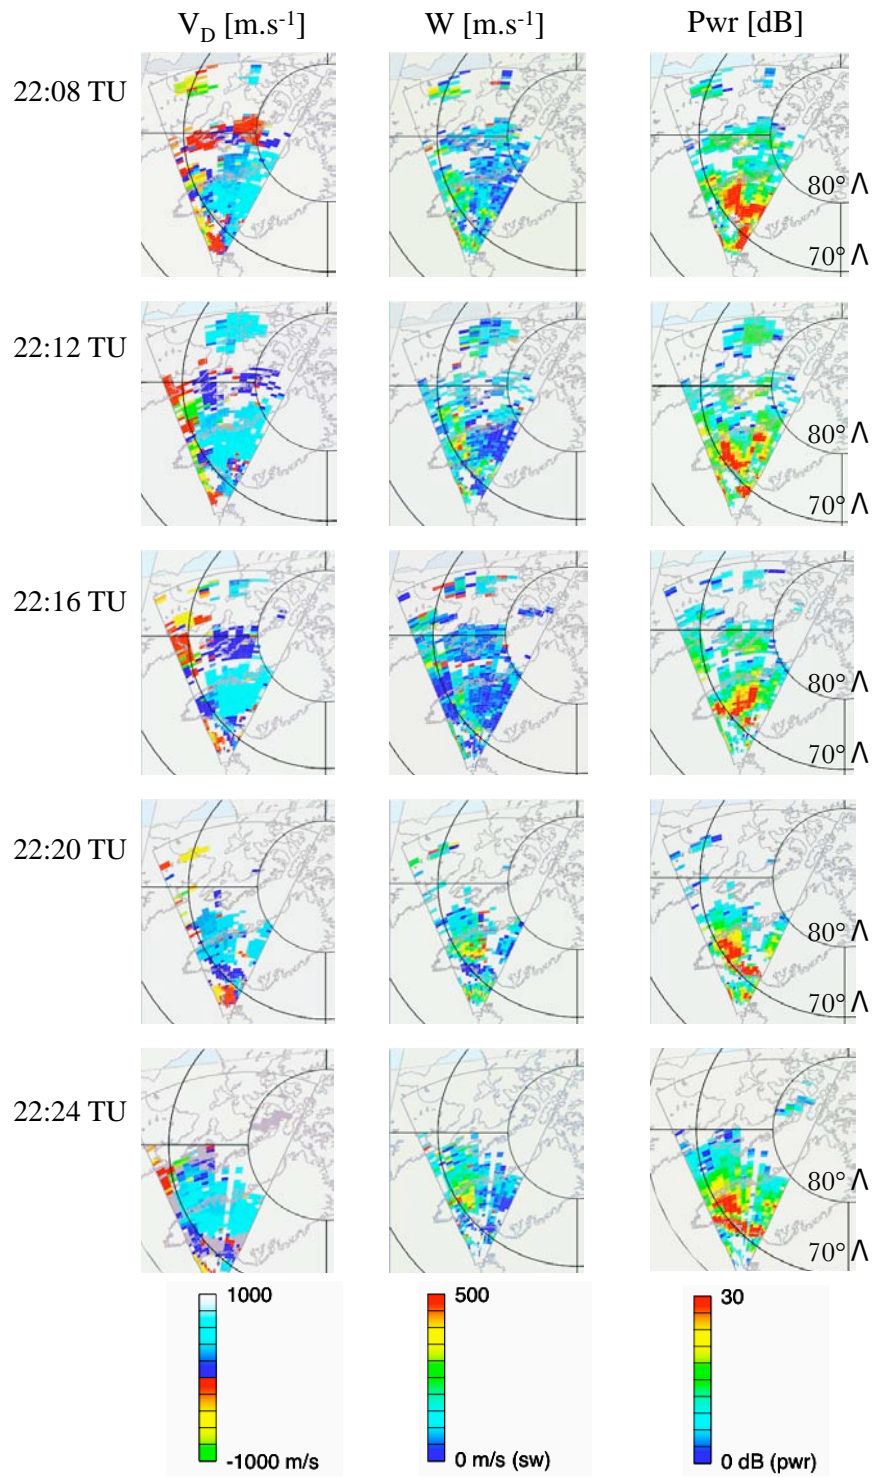 V_D [m.s⁻¹] W [m.s⁻¹] Pwr [dB]
22:08 TU
80° Λ
70° Λ
22:12 TU
80° Λ
70° Λ
22:16 TU
80° Λ
70° Λ
22:20 TU
80° Λ
70° Λ
22:24 TU
80° Λ
70° Λ
1000 500 30
-1000 m/s 0 m/s (sw) 0 dB (pwr)